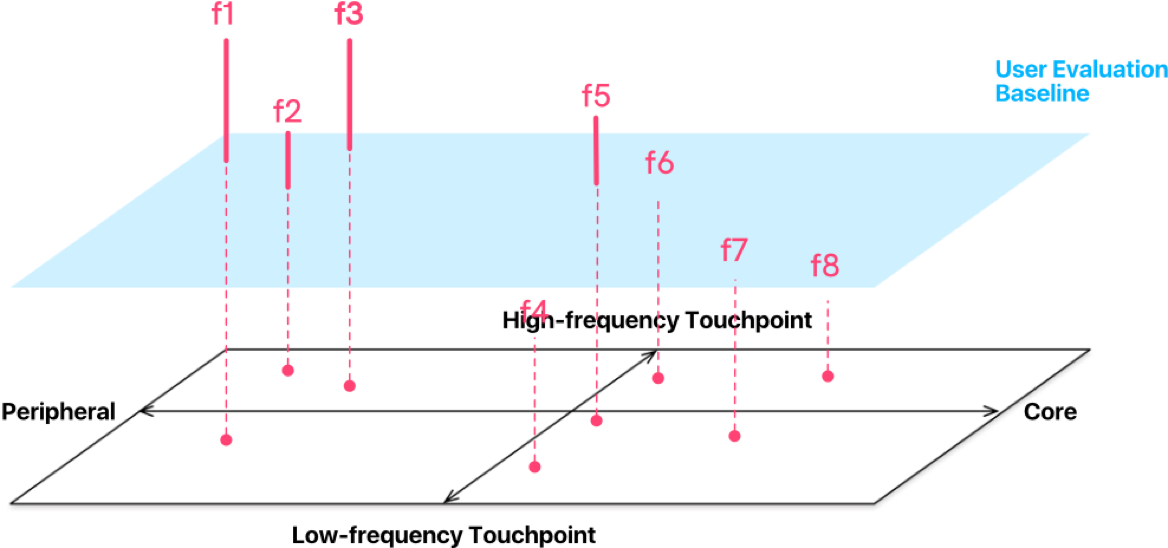 f1
f3
f2
User Evaluation
Baseline
f5
f6
f7
f8
f4
High-frequency Touchpoint
Peripheral
Core
Low-frequency Touchpoint